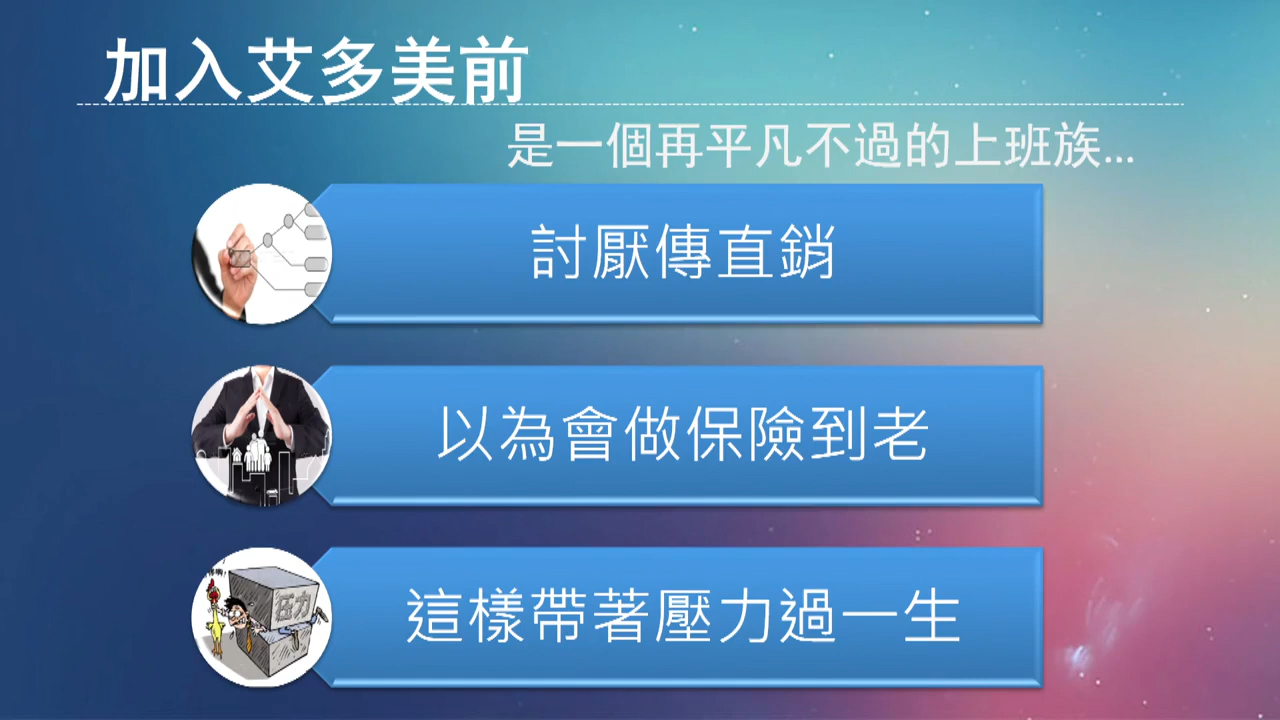 加入艾多美前
是一個再平凡不過的上班族...
討厭傳直銷
以為會做保險到老
壓力
這樣帶著壓力過一生